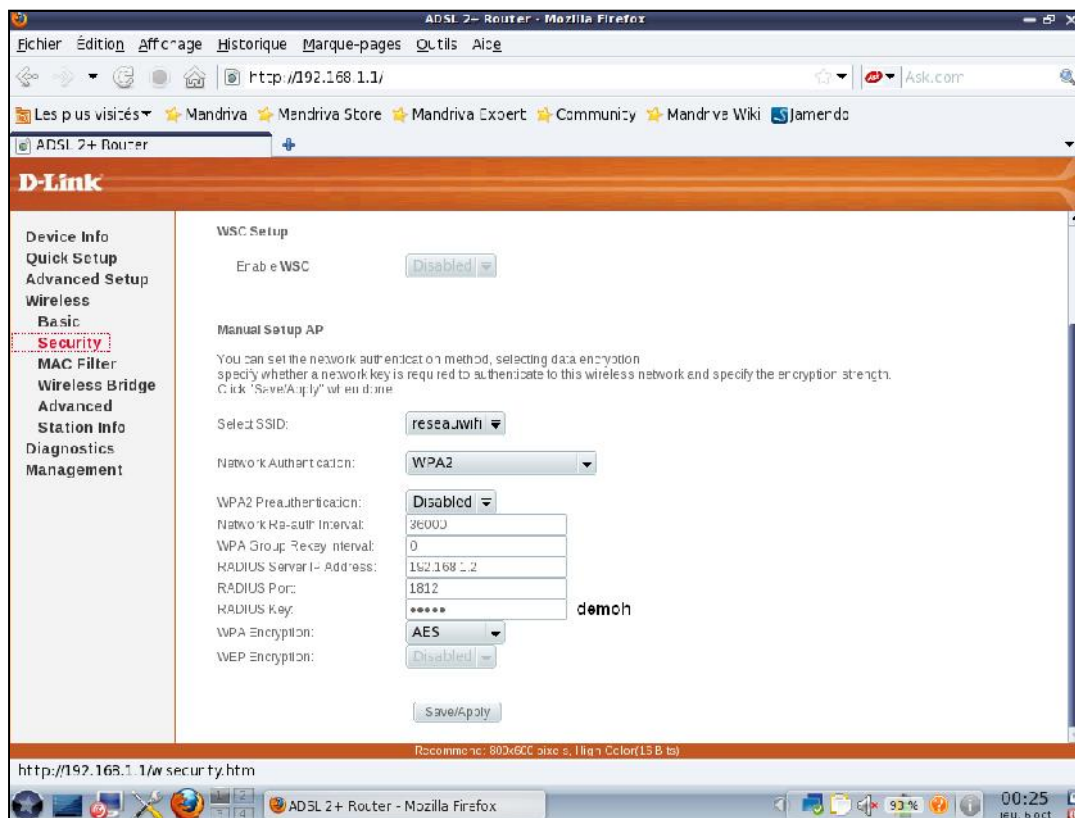 ADSL 2+ Router - Mozilla Firefox
Fichier Édition Affichage Historique Marque-pages Outils Aide
http://192.168.1.1/ Ask.com
Les plus visités Mandriva Mandriva Store Mandriva Expert Community Mandriva Wiki Jamendo
ADSL 2+ Router
D-Link
Device Info
Quick Setup
Advanced Setup
Wireless
Basic
Security
MAC Filter
Wireless Bridge
Advanced
Station Info
Diagnostics
Management
WSC Setup
Enable WSC Disabled
Manual Setup AP
You can set the network authentication method, selecting data encryption
specify whether a network key is required to authenticate to this wireless network and specify the encryption strength.
Click "Save/Apply" when done
Select SSID: reseauwifi
Network Authentication: WPA2
WPA2 Preauthentication: Disabled
Network Re-auth Interval: 36000
WPA Group Rekey Interval: 0
RADIUS Server IP Address: 192.168.1.2
RADIUS Port: 1812
RADIUS Key: ••••• demoh
WPA Encryption: AES
WEP Encryption: Disabled
Save/Apply
Recommend: 800x600 pixels, High Color(16 Bits)
http://192.168.1.1/wlsecurity.htm
1 2
3 4
ADSL 2+ Router - Mozilla Firefox
93% 00:25
jeu. 6 oct